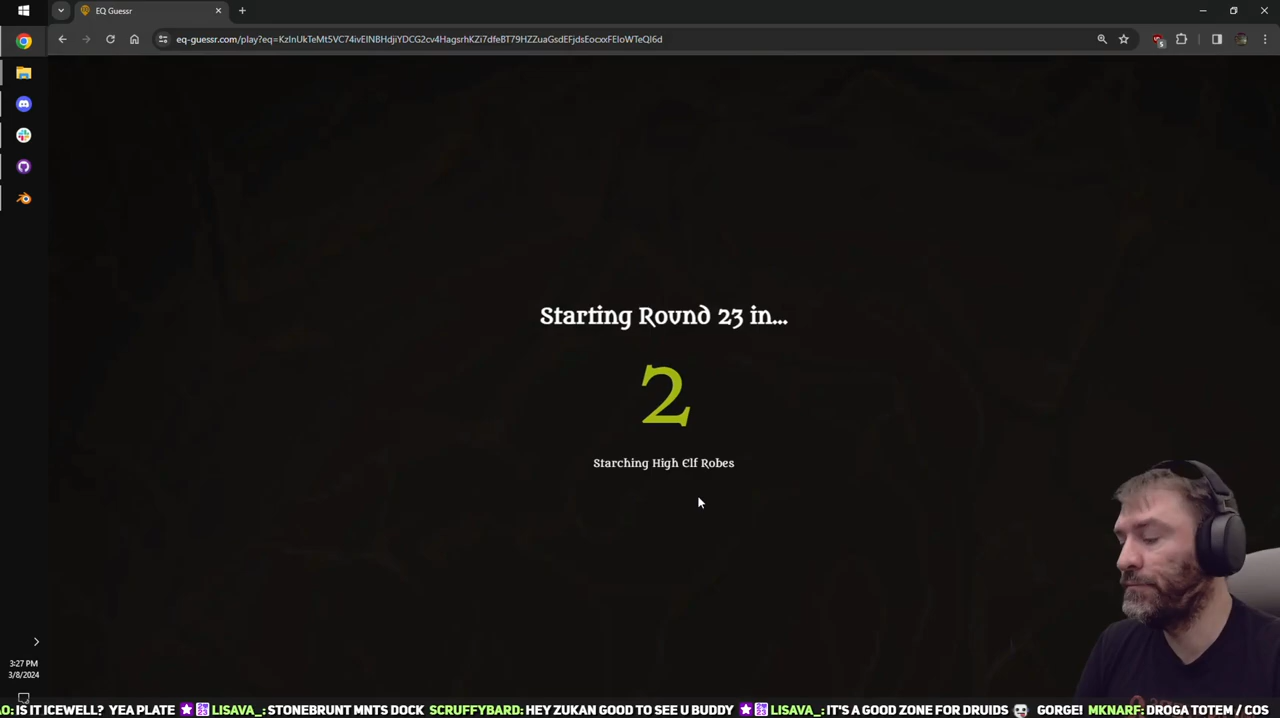 EQ Guessr
eq-guessr.com/play?eq=KzlnUkTeMt5VC74ivElNBHdjiYDCG2cv4HagsrhKZi7dfeBT79HZZuaGsdEFjdsEocxxFEIoWTeQl6d
Starting Round 23 in...
2
Starching High Elf Robes
3:27 PM
3/8/2024
AO: IS IT ICEWELL? YEA PLATE LISAVA_: STONEBRUNT MNTS DOCK SCRUFFYBARD: HEY ZUKAN GOOD TO SEE U BUDDY LISAVA_: IT'S A GOOD ZONE FOR DRUIDS MKNARF: DROGA TOTEM / COS